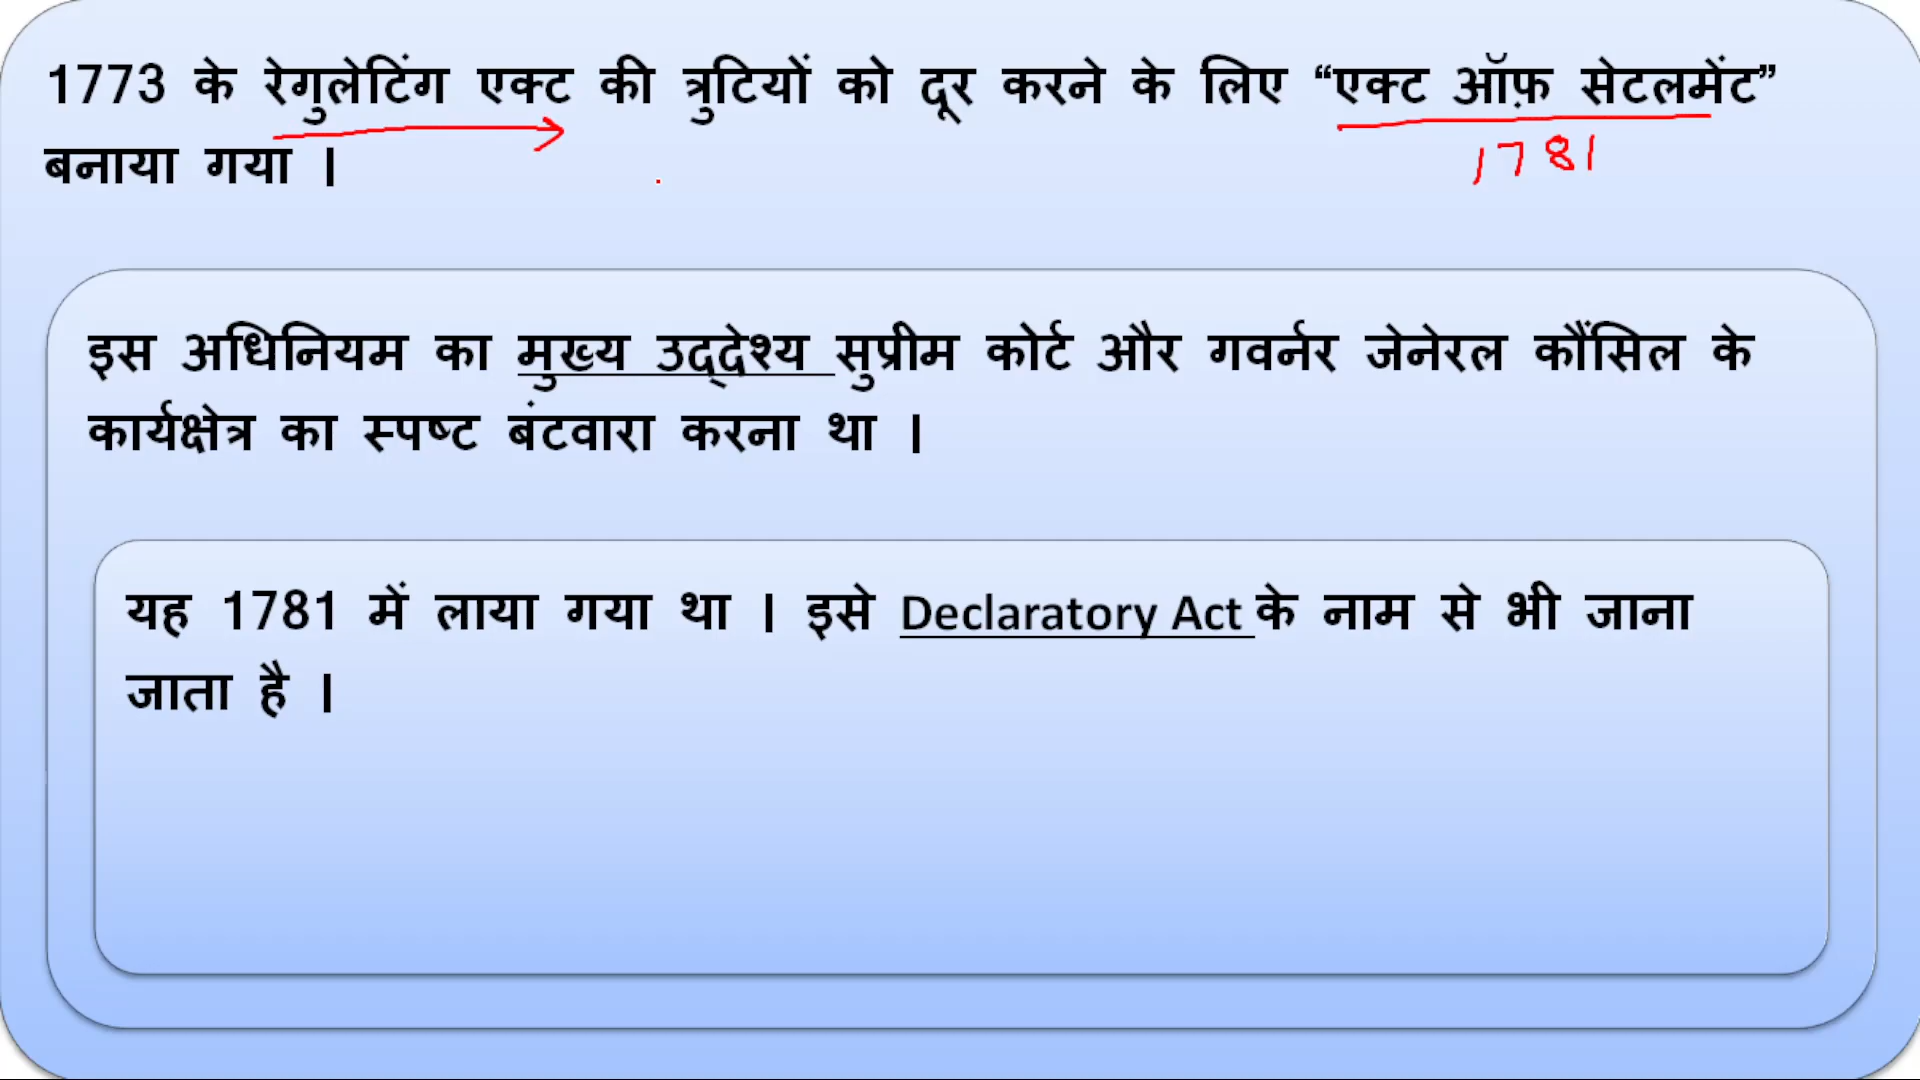 1773 के रेगुलेटिंग एक्ट की त्रुटियों को दूर करने के लिए “एक्ट ऑफ़ सेटलमेंट”
1781
बनाया गया ।
इस अधिनियम का मुख्य उद्देश्य सुप्रीम कोर्ट और गवर्नर जेनेरल कौंसिल के
कार्यक्षेत्र का स्पष्ट बंटवारा करना था ।
यह 1781 में लाया गया था । इसे Declaratory Act के नाम से भी जाना
जाता है ।